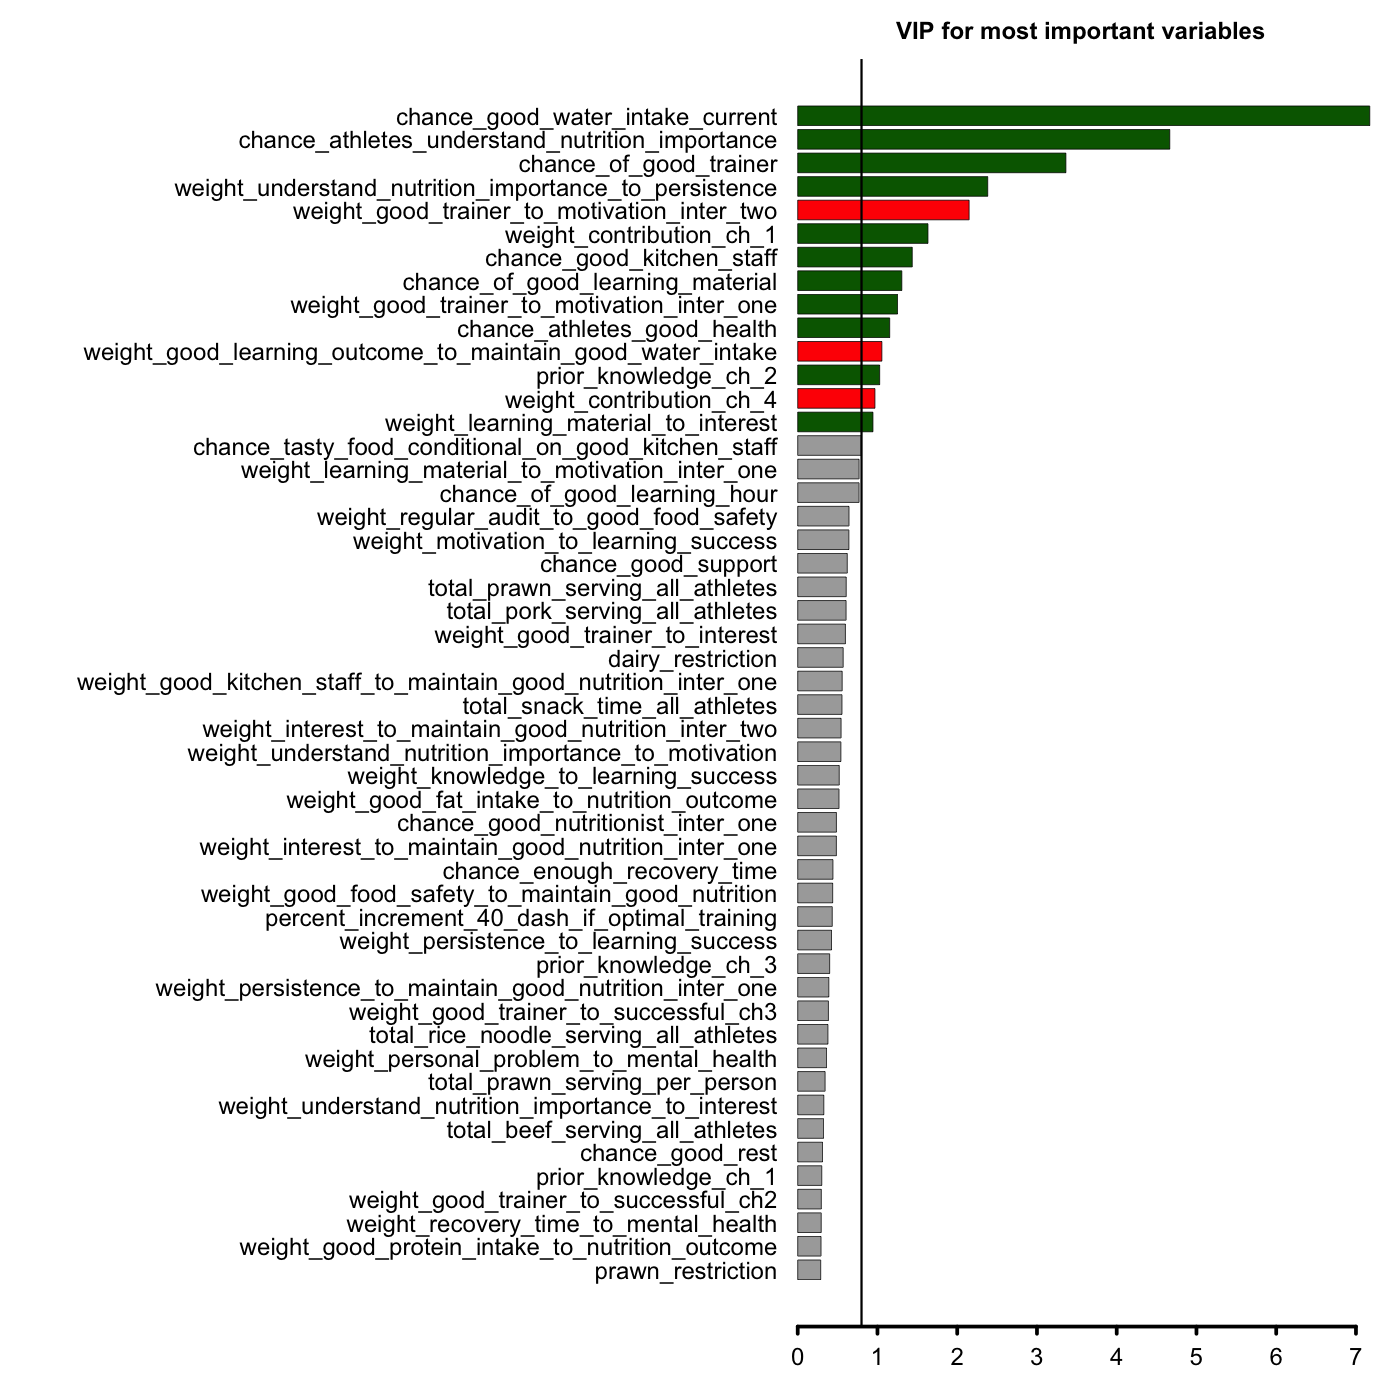 VIP for most important variables
chance_good_water_intake_current
chance_athletes_understand_nutrition_importance
chance_of_good_trainer
weight_understand_nutrition_importance_to_persistence
weight_good_trainer_to_motivation_inter_two
weight_contribution_ch_1
chance_good_kitchen_staff
chance_of_good_learning_material
weight_good_trainer_to_motivation_inter_one
chance_athletes_good_health
weight_good_learning_outcome_to_maintain_good_water_intake
prior_knowledge_ch_2
weight_contribution_ch_4
weight_learning_material_to_interest
chance_tasty_food_conditional_on_good_kitchen_staff
weight_learning_material_to_motivation_inter_one
chance_of_good_learning_hour
weight_regular_audit_to_good_food_safety
weight_motivation_to_learning_success
chance_good_support
total_prawn_serving_all_athletes
total_pork_serving_all_athletes
weight_good_trainer_to_interest
dairy_restriction
weight_good_kitchen_staff_to_maintain_good_nutrition_inter_one
total_snack_time_all_athletes
weight_interest_to_maintain_good_nutrition_inter_two
weight_understand_nutrition_importance_to_motivation
weight_knowledge_to_learning_success
weight_good_fat_intake_to_nutrition_outcome
chance_good_nutritionist_inter_one
weight_interest_to_maintain_good_nutrition_inter_one
chance_enough_recovery_time
weight_good_food_safety_to_maintain_good_nutrition
percent_increment_40_dash_if_optimal_training
weight_persistence_to_learning_success
prior_knowledge_ch_3
weight_persistence_to_maintain_good_nutrition_inter_one
weight_good_trainer_to_successful_ch3
total_rice_noodle_serving_all_athletes
weight_personal_problem_to_mental_health
total_prawn_serving_per_person
weight_understand_nutrition_importance_to_interest
total_beef_serving_all_athletes
chance_good_rest
prior_knowledge_ch_1
weight_good_trainer_to_successful_ch2
weight_recovery_time_to_mental_health
weight_good_protein_intake_to_nutrition_outcome
prawn_restriction
0 1 2 3 4 5 6 7